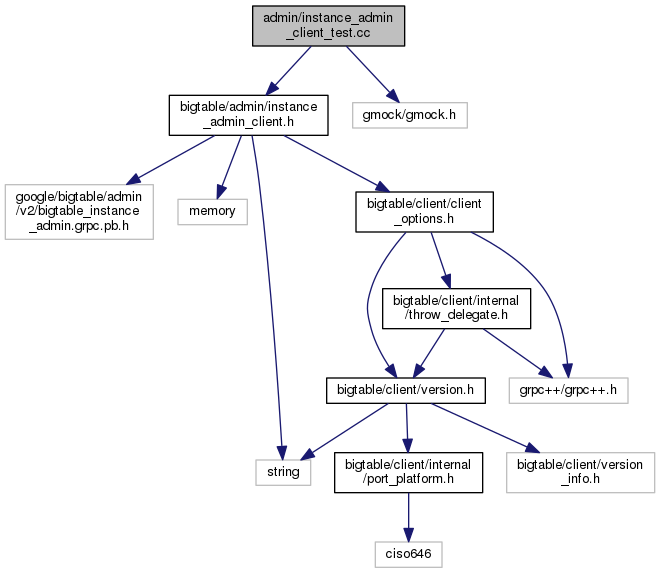 admin/instance_admin
_client_test.cc
bigtable/admin/instance
_admin_client.h
gmock/gmock.h
google/bigtable/admin
/v2/bigtable_instance
_admin.grpc.pb.h
memory
bigtable/client/client
_options.h
bigtable/client/internal
/throw_delegate.h
bigtable/client/version.h
grpc++/grpc++.h
string
bigtable/client/internal
/port_platform.h
bigtable/client/version
_info.h
ciso646